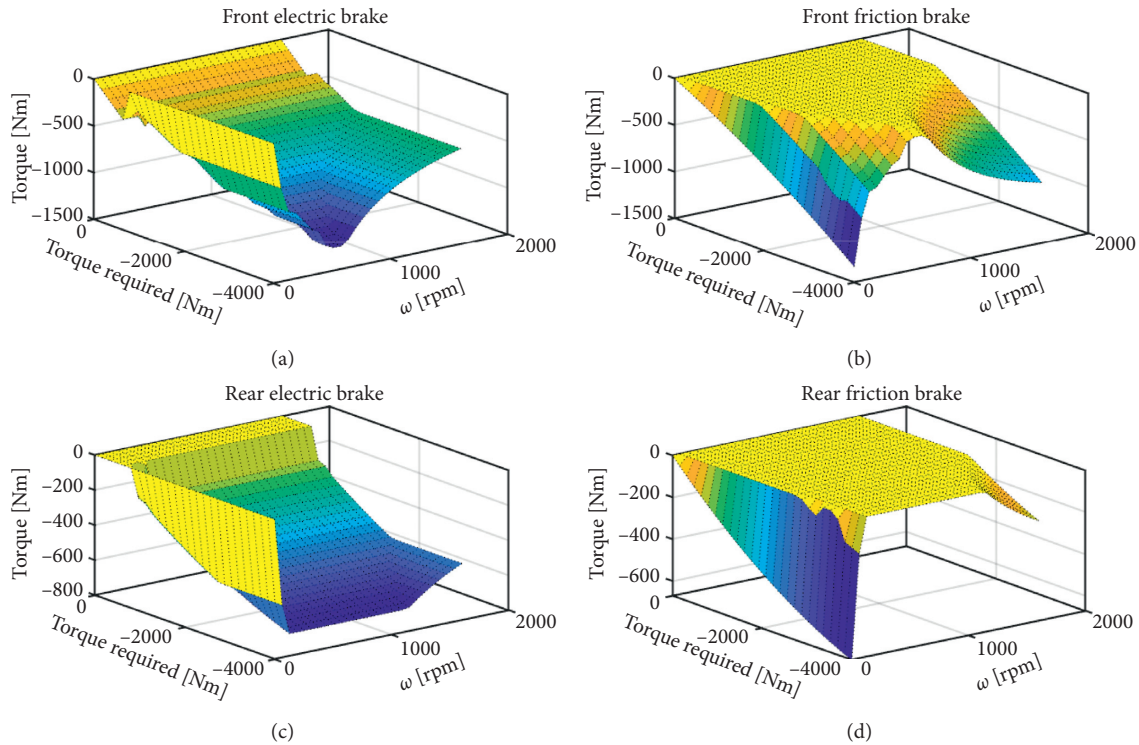 Front electric brake
0
−500
−1000
−1500
Torque [Nm]
0
−2000
−4000
Torque required [Nm]
0
1000
2000
ω [rpm]
(a)
Front friction brake
0
−500
−1000
−1500
Torque [Nm]
0
−2000
−4000
Torque required [Nm]
0
1000
2000
ω [rpm]
(b)
Rear electric brake
0
−200
−400
−600
−800
Torque [Nm]
0
−2000
−4000
Torque required [Nm]
0
1000
2000
ω [rpm]
(c)
Rear friction brake
0
−200
−400
−600
Torque [Nm]
0
−2000
−4000
Torque required [Nm]
0
1000
2000
ω [rpm]
(d)